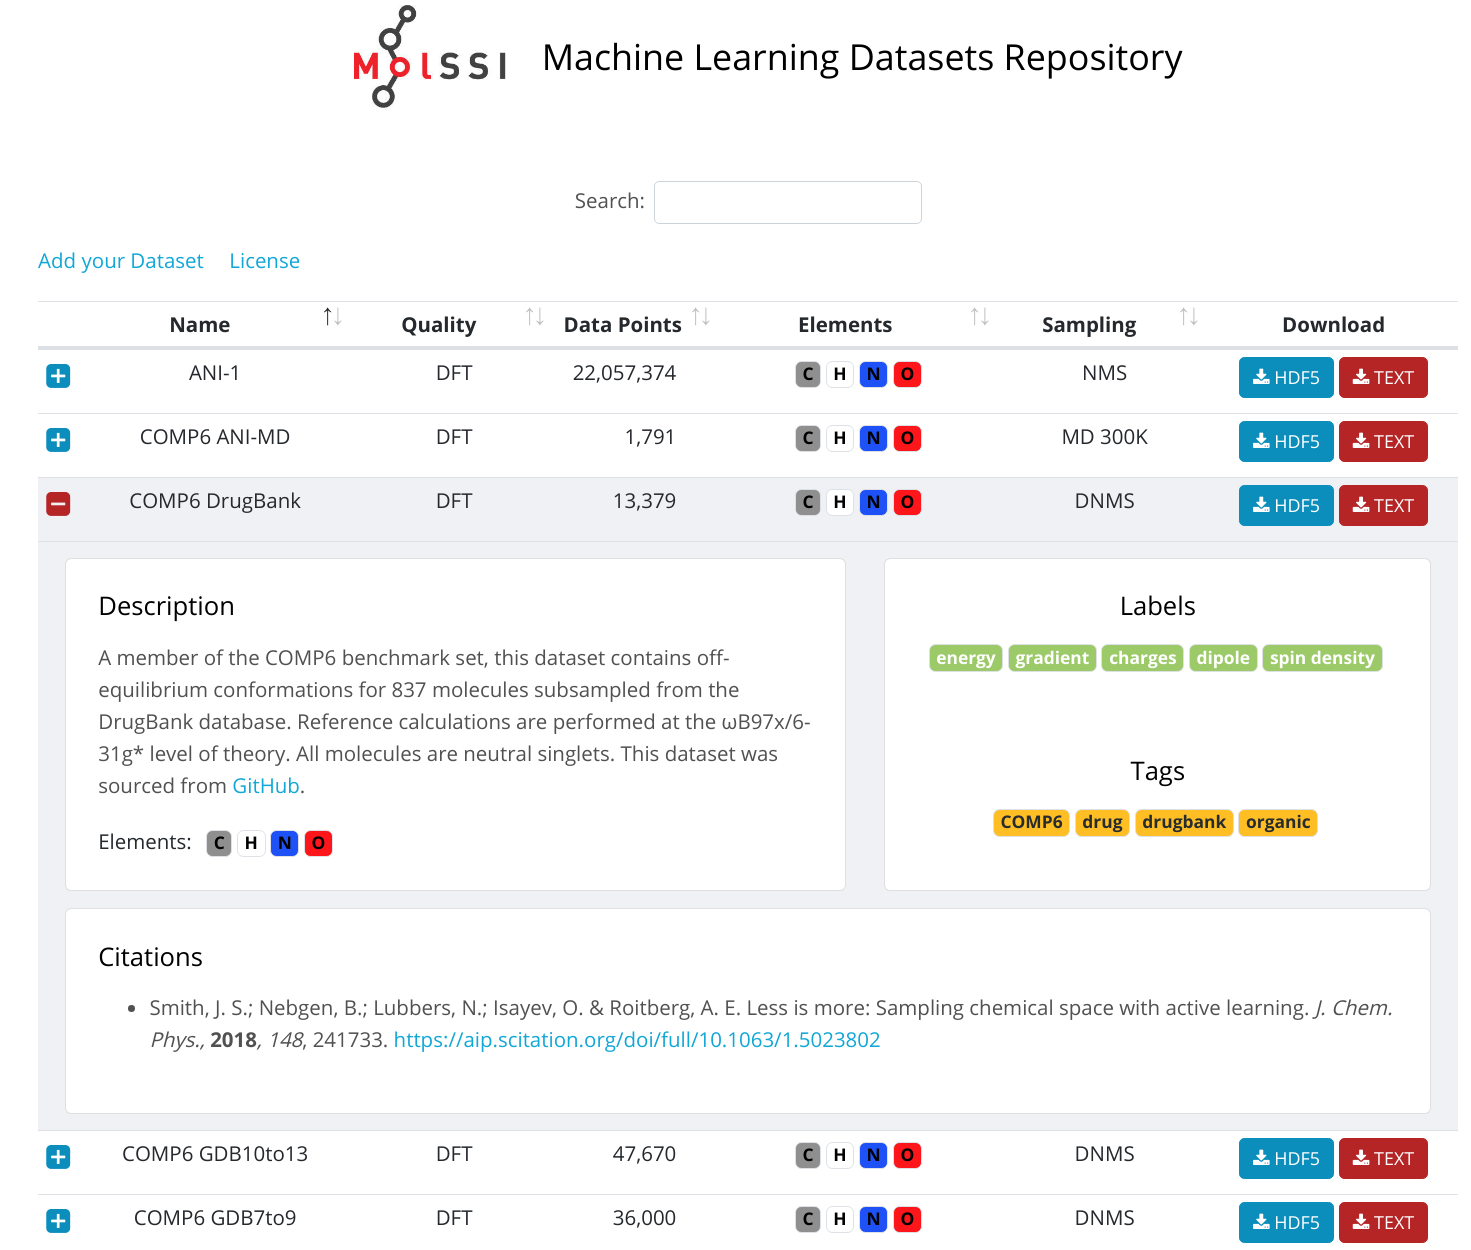 MolSSI Machine Learning Datasets Repository
Search:
Add your Dataset License
Name Quality Data Points Elements Sampling Download
ANI-1 DFT 22,057,374 C H N O NMS HDF5 TEXT
COMP6 ANI-MD DFT 1,791 C H N O MD 300K HDF5 TEXT
COMP6 DrugBank DFT 13,379 C H N O DNMS HDF5 TEXT
Description
A member of the COMP6 benchmark set, this dataset contains off-
equilibrium conformations for 837 molecules subsampled from the
DrugBank database. Reference calculations are performed at the ωB97x/6-
31g* level of theory. All molecules are neutral singlets. This dataset was
sourced from GitHub.
Elements: C H N O
Labels
energy gradient charges dipole spin density
Tags
COMP6 drug drugbank organic
Citations
• Smith, J. S.; Nebgen, B.; Lubbers, N.; Isayev, O. & Roitberg, A. E. Less is more: Sampling chemical space with active learning. J. Chem.
Phys., 2018, 148, 241733. https://aip.scitation.org/doi/full/10.1063/1.5023802
COMP6 GDB10to13 DFT 47,670 C H N O DNMS HDF5 TEXT
COMP6 GDB7to9 DFT 36,000 C H N O DNMS HDF5 TEXT